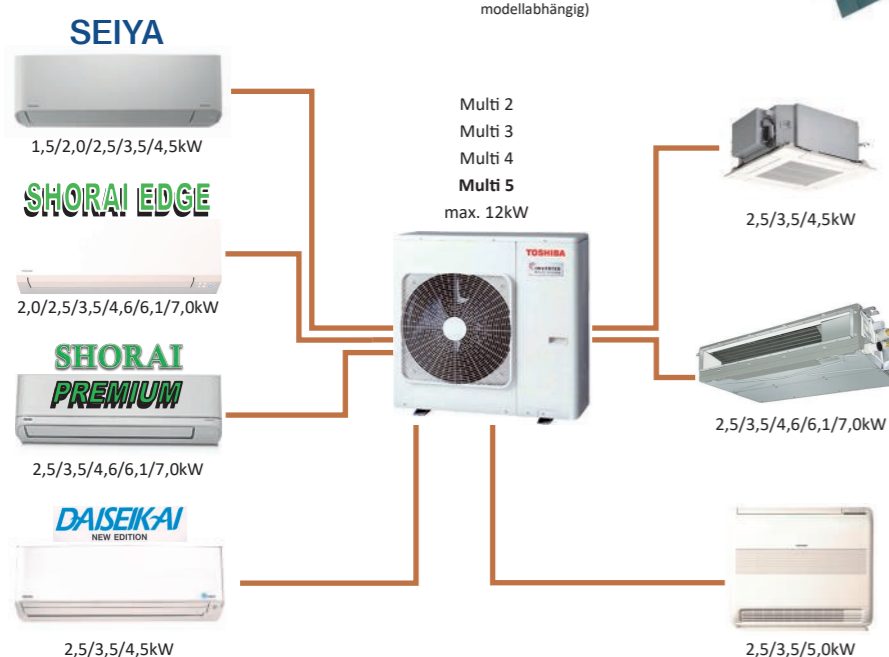 modellabhängig)
SEIYA
1,5/2,0/2,5/3,5/4,5kW
SHORAI EDGE
2,0/2,5/3,5/4,6/6,1/7,0kW
SHORAI
PREMIUM
2,5/3,5/4,6/6,1/7,0kW
DAISEIKAI
NEW EDITION
2,5/3,5/4,5kW
Multi 2
Multi 3
Multi 4
Multi 5
max. 12kW
TOSHIBA
INVERTER
2,5/3,5/4,5kW
2,5/3,5/4,6/6,1/7,0kW
2,5/3,5/5,0kW